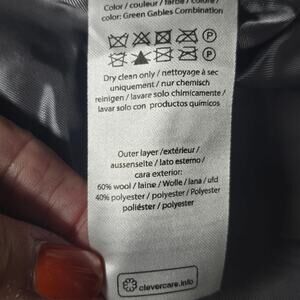 Color / couleur / farbe / colore /
color: Green Gables Combination
P
P
Dry clean only / nettoyage à sec
uniquement / nur chemisch
reinigen / lavare solo chimicamente /
lavar solo con productos químicos
Outer layer /extérieur/
aussenseite / lato esterno/
cara exterior:
60% wool / laine / Wolle / lana / uld
40% polyester / polyester / Polyester
poliéster / polyester
clevercare.info